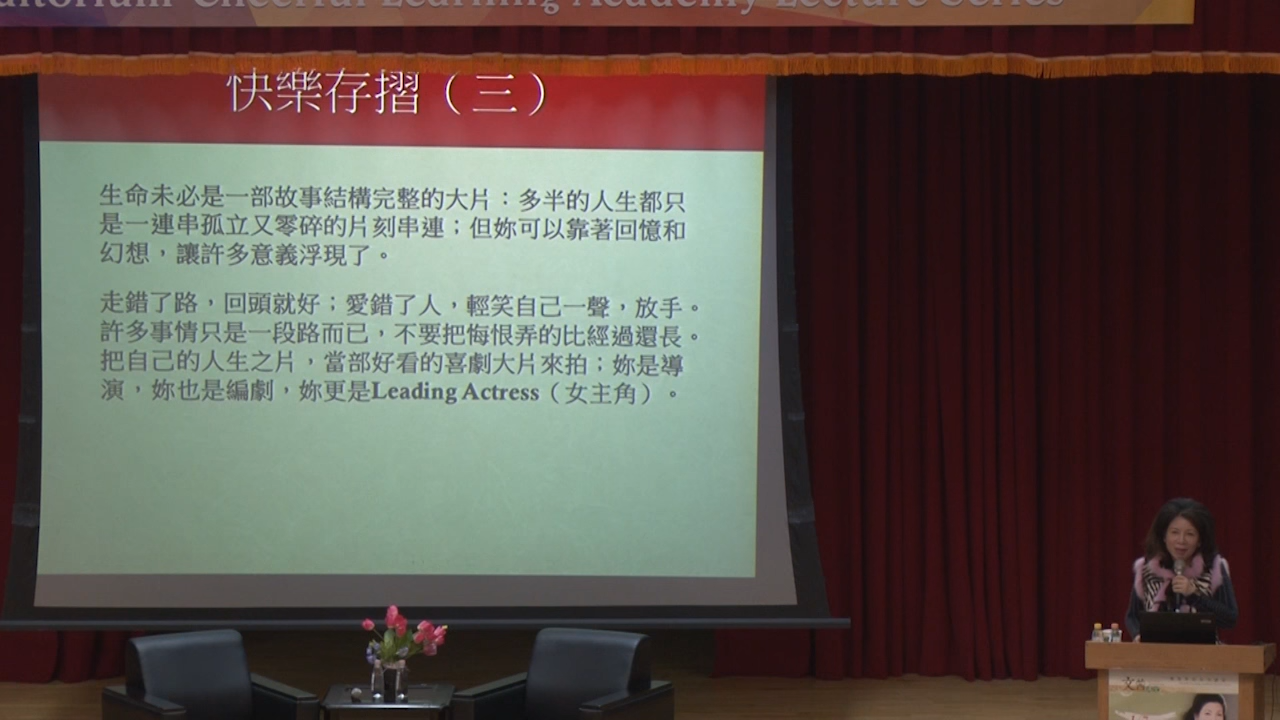 Cheerful Learning Academy Lecture Series
快樂存摺（三）
生命未必是一部故事結構完整的大片：多半的人生都只
是一連串孤立又零碎的片刻串連；但妳可以靠著回憶和
幻想，讓許多意義浮現了。
走錯了路，回頭就好；愛錯了人，輕笑自己一聲，放手。
許多事情只是一段路而已，不要把悔恨弄的比經過還長。
把自己的人生之片，當部好看的喜劇大片來拍；妳是導
演，妳也是編劇，妳更是Leading Actress（女主角）。